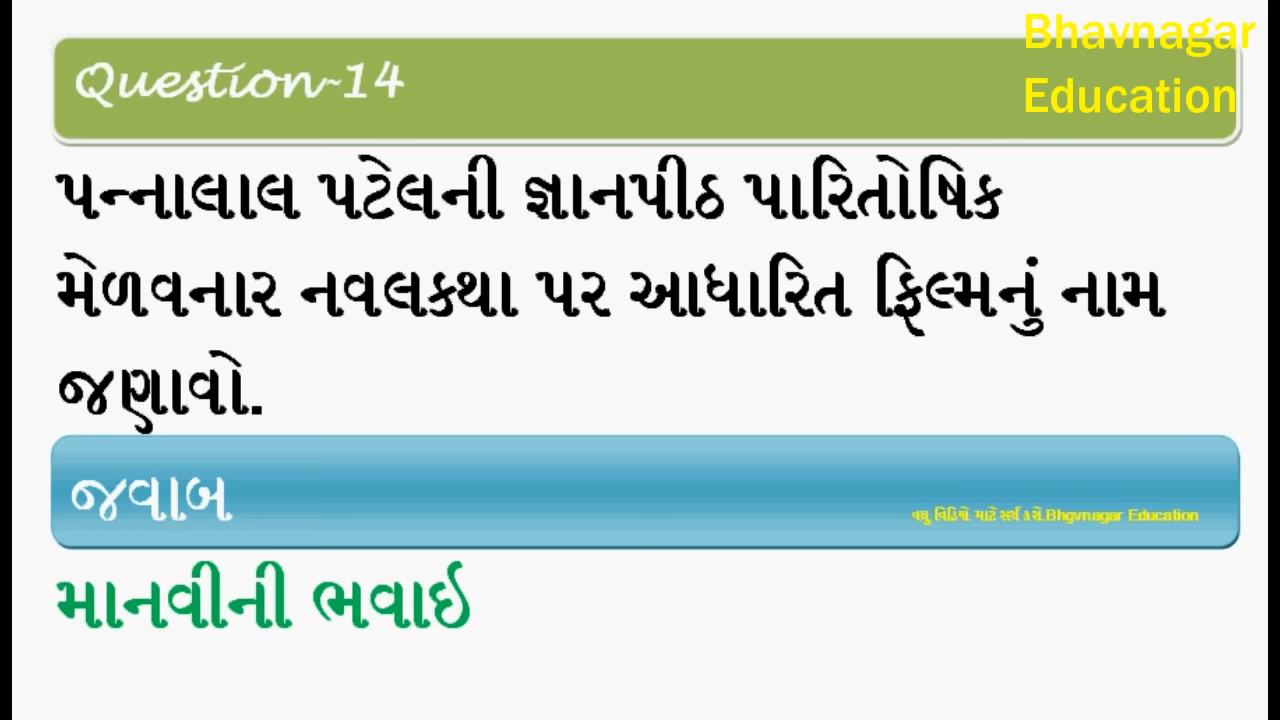 Bhavnagar
Education
Question-14
પન્નાલાલ પટેલની જ્ઞાનપીઠ પારિતોષિક
મેળવનાર નવલકથા પર આધારિત ફિલ્મનું નામ
જણાવો.
જવાબ
વધુ વિડિયો માટે સર્ચ કરો.Bhgvnagar Education
માનવીની ભવાઈ